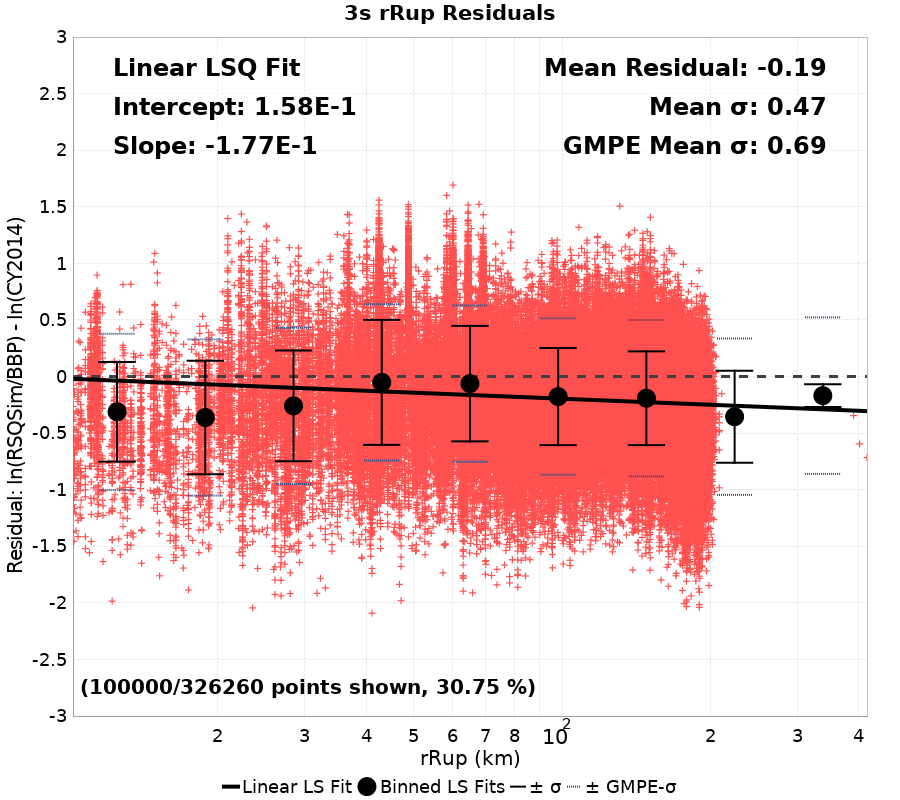 3s rRup Residuals
Linear LSQ Fit
Intercept: 1.58E-1
Slope: -1.77E-1
Mean Residual: -0.19
Mean σ: 0.47
GMPE Mean σ: 0.69
Residual: ln(RSQSim/BBP) - ln(CY2014)
3
2.5
2
1.5
1
0.5
0
-0.5
-1
-1.5
-2
-2.5
-3
(100000/326260 points shown, 30.75 %)
2 3 4 5 6 7 8 10² 2 3 4
rRup (km)
Linear LS Fit Binned LS Fits ± σ ± GMPE-σ